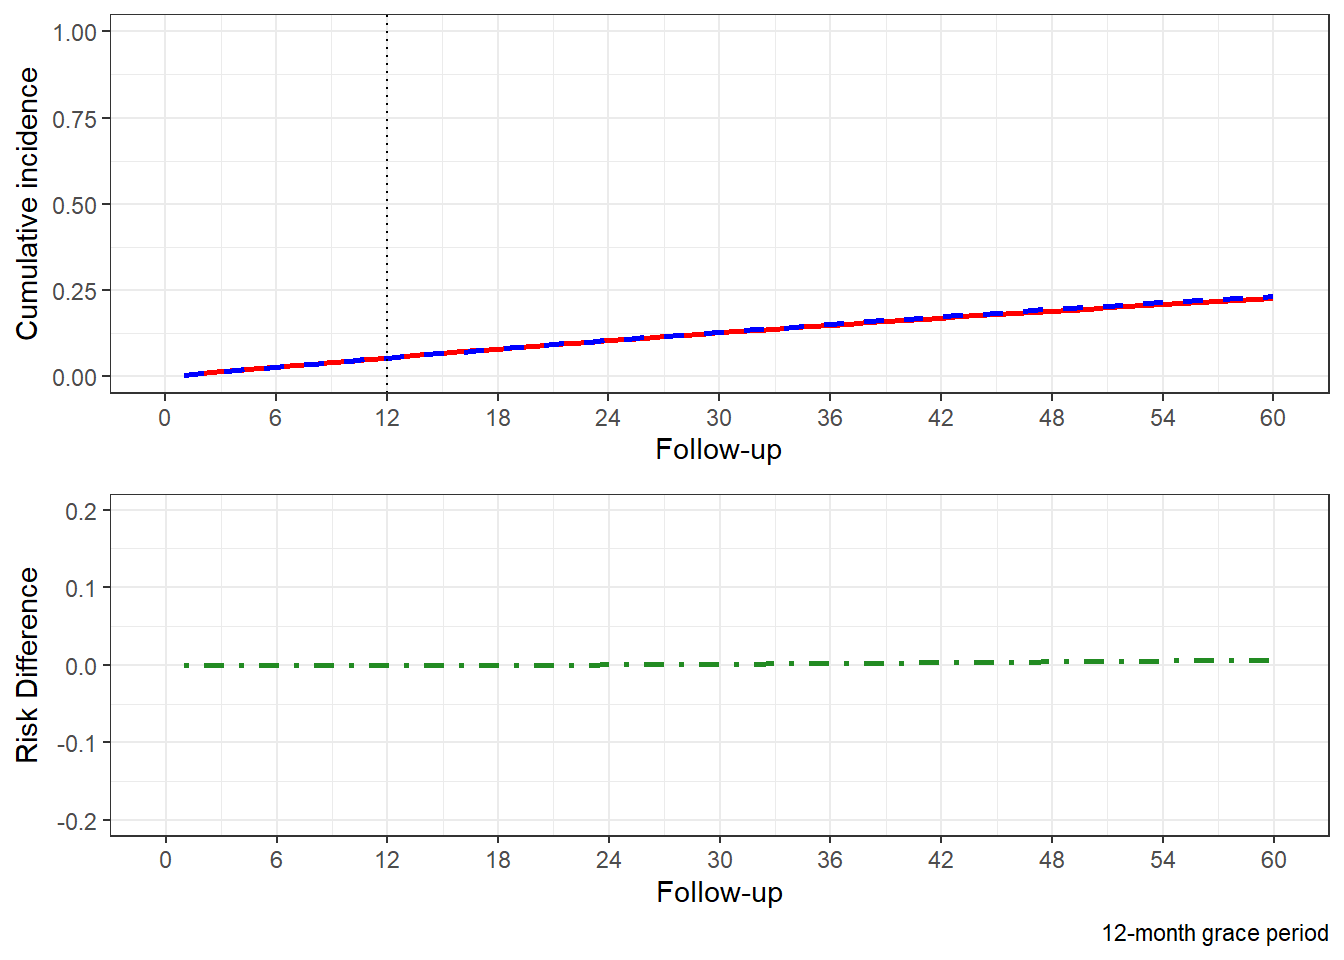 Cumulative incidence
1.00
0.75
0.50
0.25
0.00
0 6 12 18 24 30 36 42 48 54 60
Follow-up
Risk Difference
0.2
0.1
0.0
-0.1
-0.2
0 6 12 18 24 30 36 42 48 54 60
Follow-up
12-month grace period